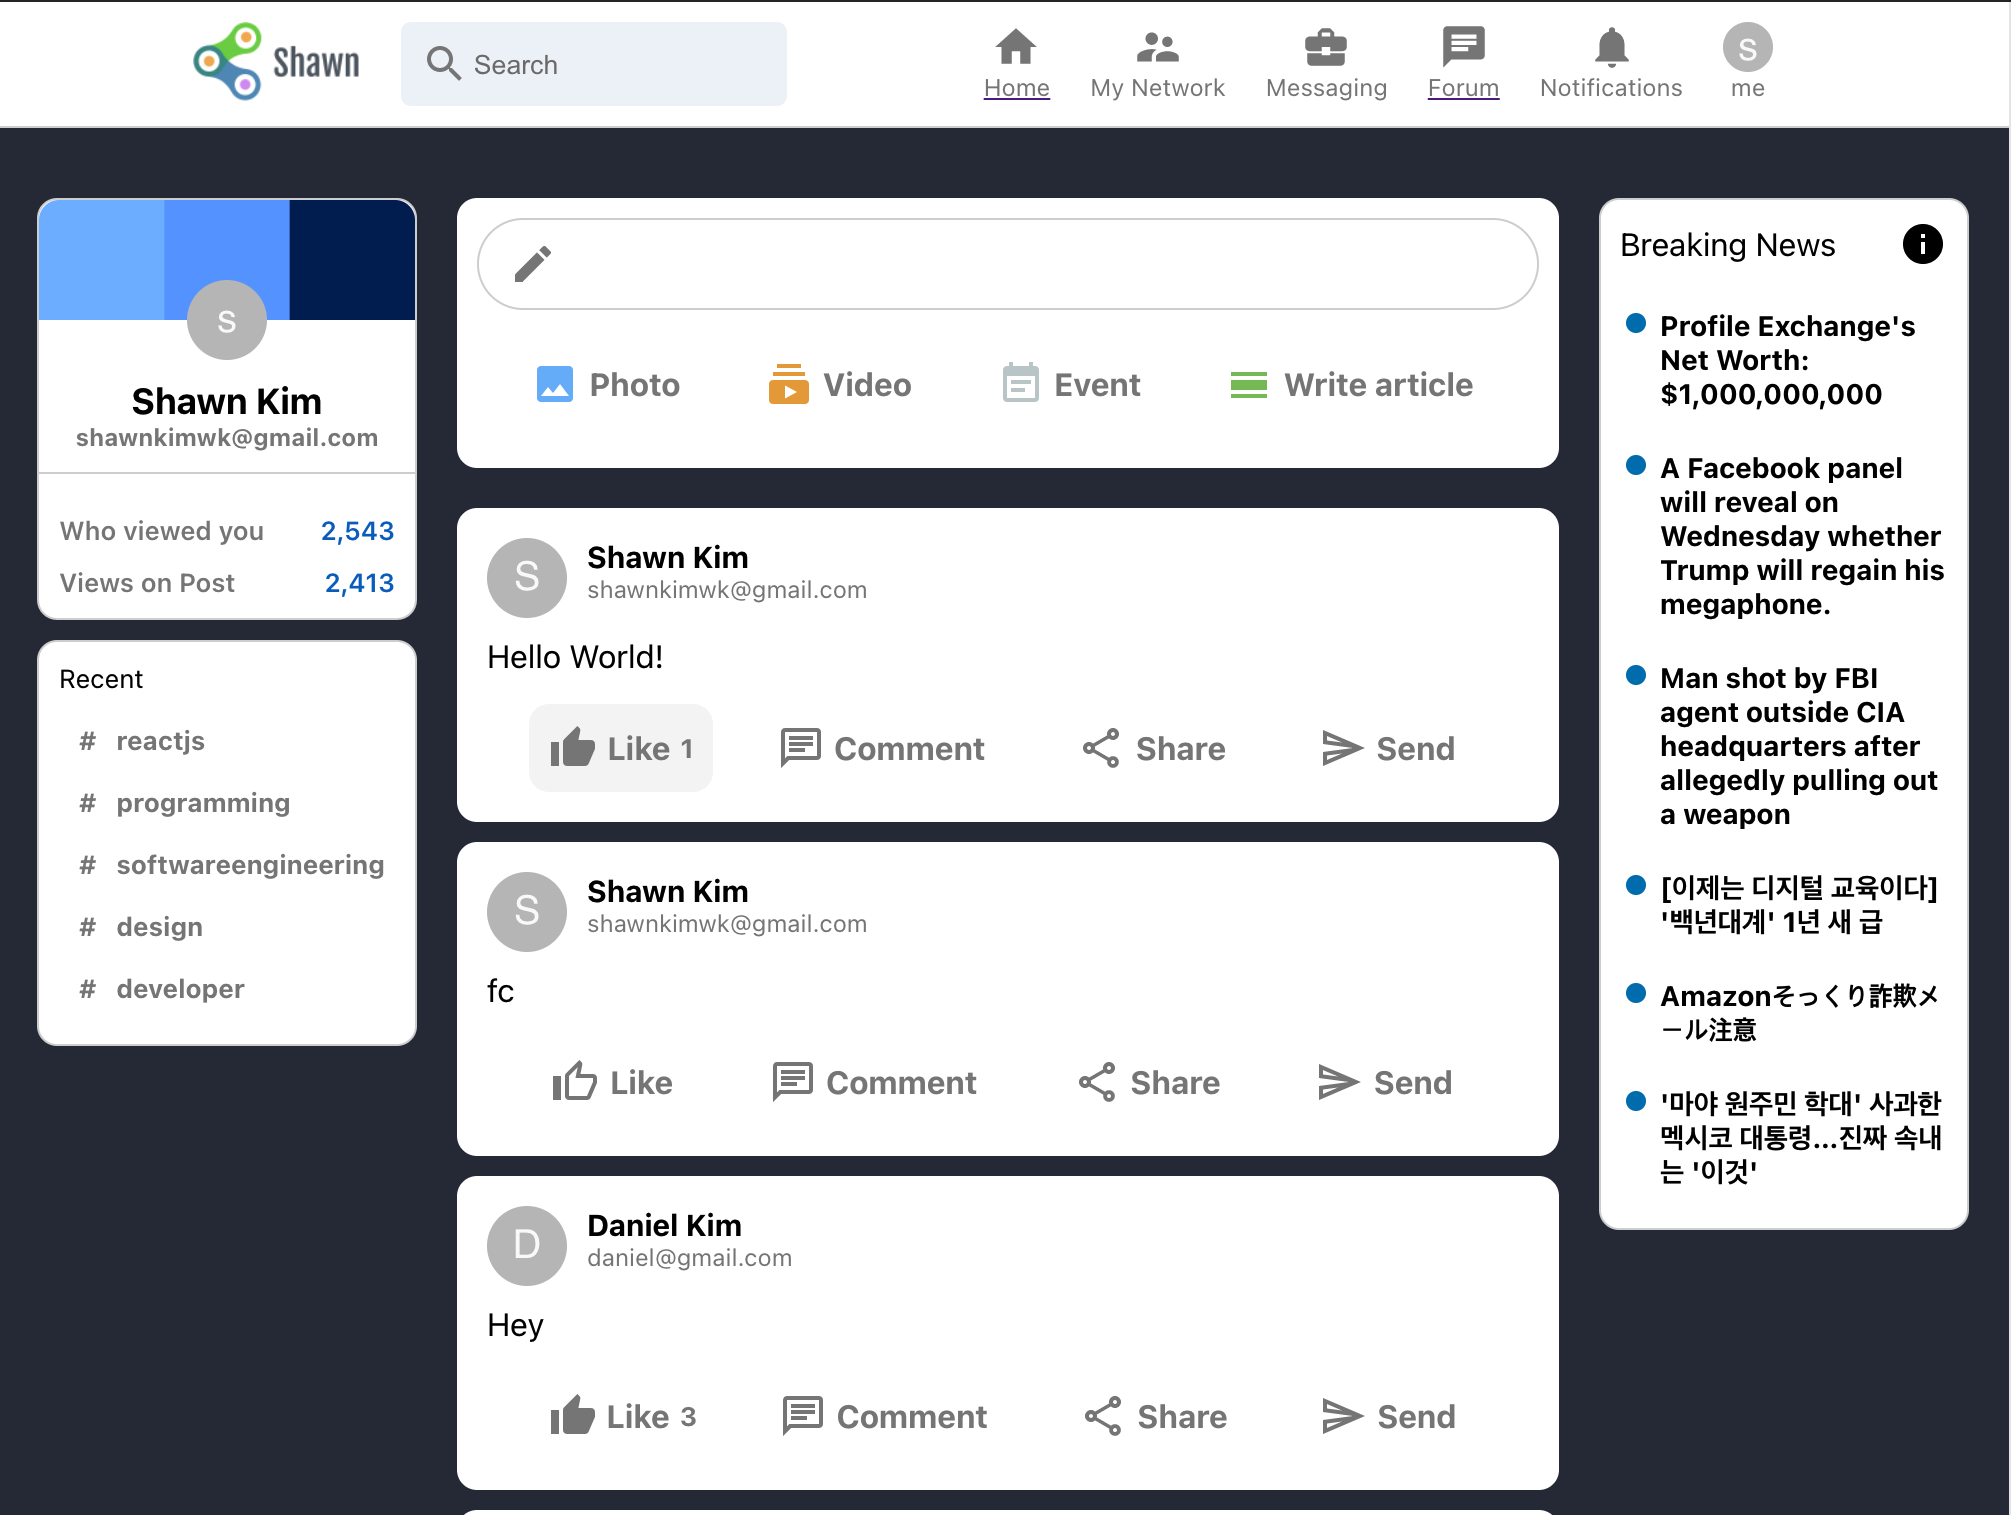 Shawn
Search
Home
My Network
Messaging
Forum
Notifications
S
me
S
Shawn Kim
shawnkimwk@gmail.com
Who viewed you 2,543
Views on Post 2,413
Recent
# reactjs
# programming
# softwareengineering
# design
# developer
Photo
Video
Event
Write article
S
Shawn Kim
shawnkimwk@gmail.com
Hello World!
Like 1
Comment
Share
Send
S
Shawn Kim
shawnkimwk@gmail.com
fc
Like
Comment
Share
Send
D
Daniel Kim
daniel@gmail.com
Hey
Like 3
Comment
Share
Send
Breaking News
Profile Exchange's
Net Worth:
$1,000,000,000
A Facebook panel
will reveal on
Wednesday whether
Trump will regain his
megaphone.
Man shot by FBI
agent outside CIA
headquarters after
allegedly pulling out
a weapon
[이제는 디지털 교육이다]
'백년대계' 1년 새 급
Amazonそっくり詐欺メ
ール注意
'마야 원주민 학대' 사과한
멕시코 대통령...진짜 속내
는 '이것'